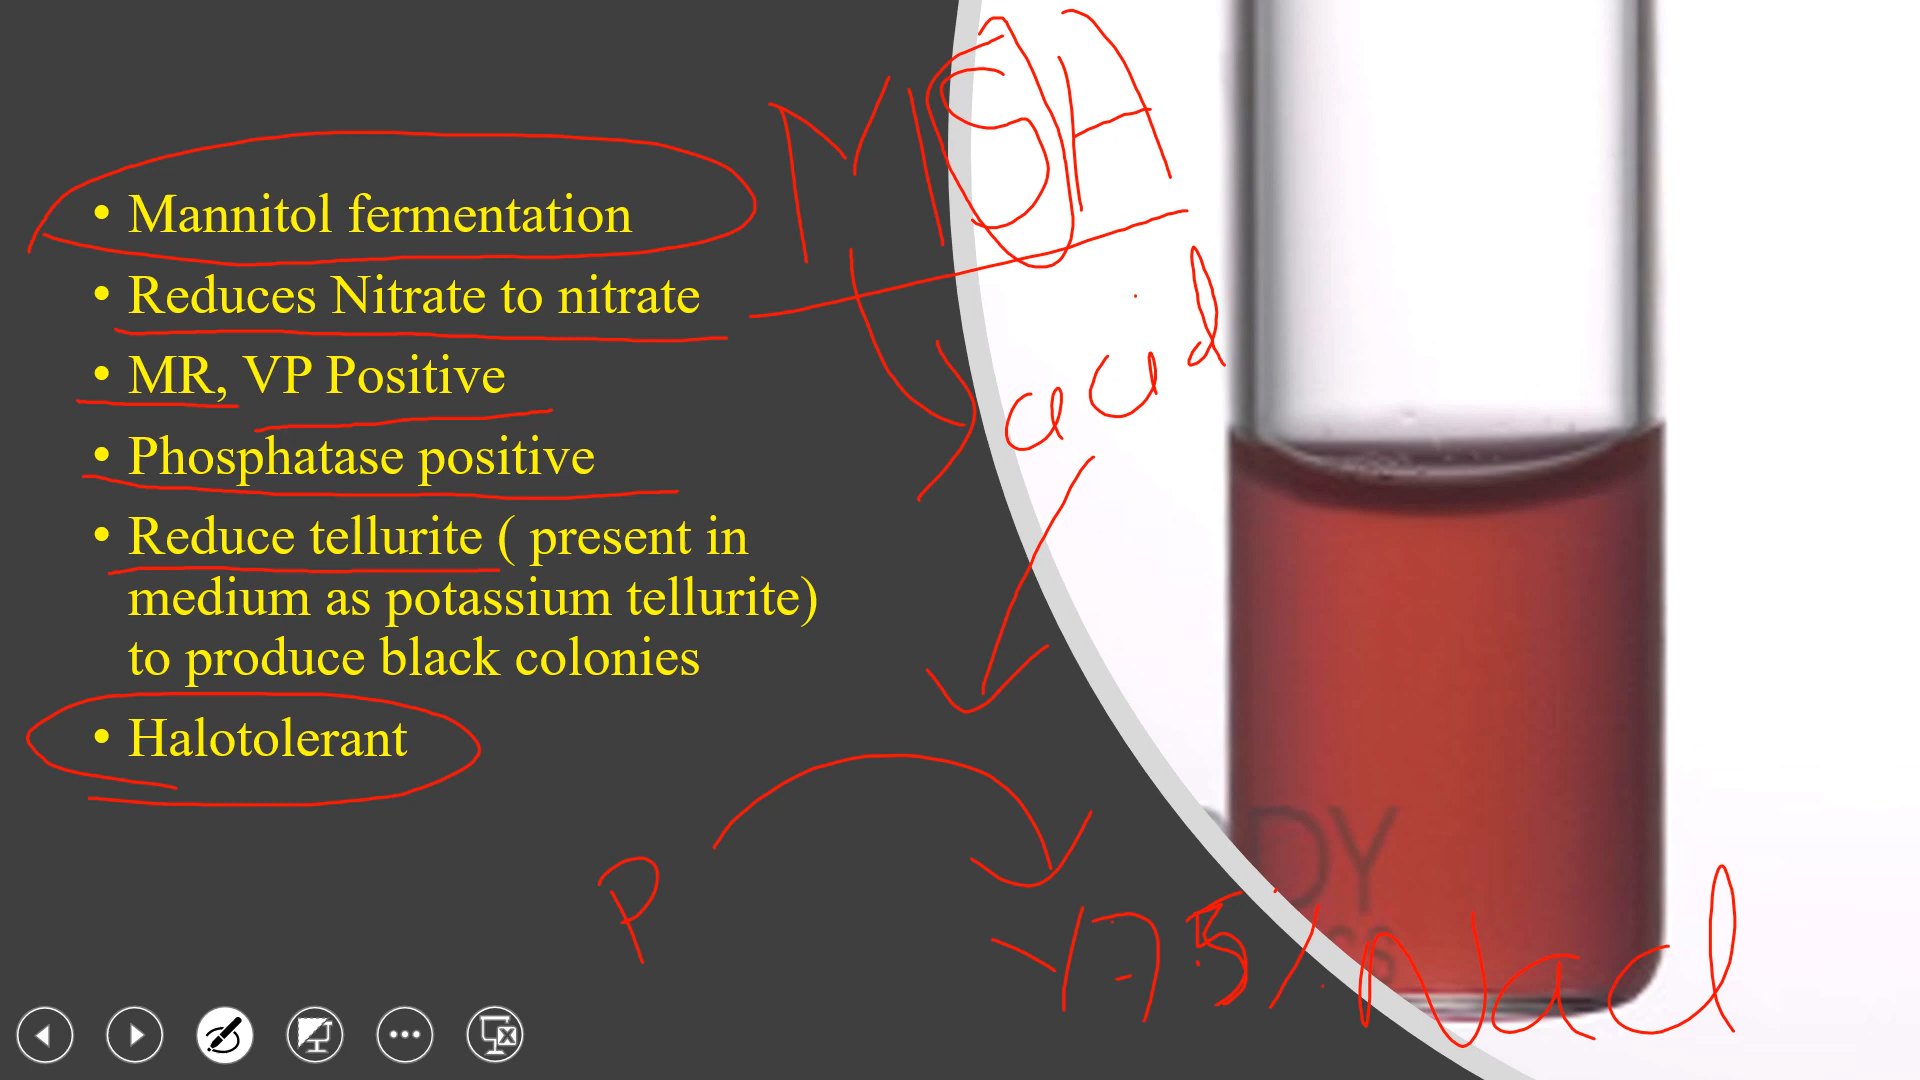 • Mannitol fermentation
• Reduces Nitrate to nitrate
• MR, VP Positive
• Phosphatase positive
• Reduce tellurite ( present in
medium as potassium tellurite)
to produce black colonies
• Halotolerant
MSA
acid
P
7.5% Nacl
DY